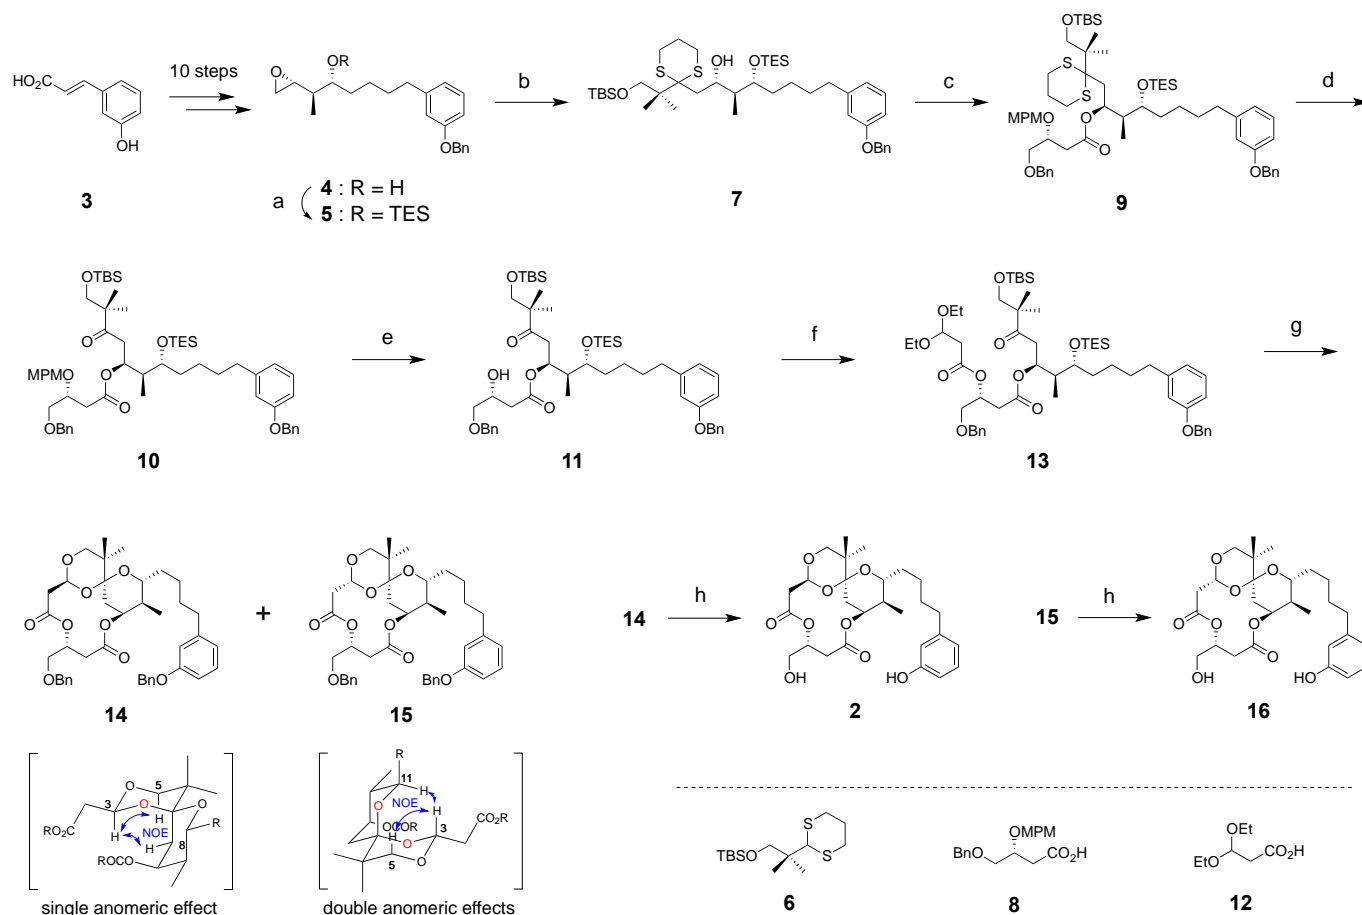 HO₂C
OH
3
10 steps
O
OR
OBn
4 : R = H
a
5 : R = TES
b
S S
OH
OTES
TBSO
OBn
7
c
OTBS
S
S
OTES
MPMO
O
O
OBn
OBn
9
d
OTBS
O
OTES
MPMO
O
O
OBn
OBn
10
e
OTBS
O
OTES
OH
O
O
OBn
OBn
11
f
OTBS
OEt
EtO
O
OTES
O
O
O
O
OBn
OBn
13
g
O
O
O
O
O
O
O
OBn
BnO
14
+
O
O
O
O
O
O
O
OBn
BnO
15
14
h
O
O
O
O
O
O
O
OH
HO
2
15
h
O
O
O
O
O
O
O
OH
HO
16
O
5
3
O
O
H
H
NOE
RO₂C
H
8
R
ROCO
single anomeric effect
R
11
H
O
NOE
H
OCOR
H
3
CO₂R
O
5
O
double anomeric effects
S
TBSO
S
6
OMPM
BnO
CO₂H
8
OEt
EtO
CO₂H
12